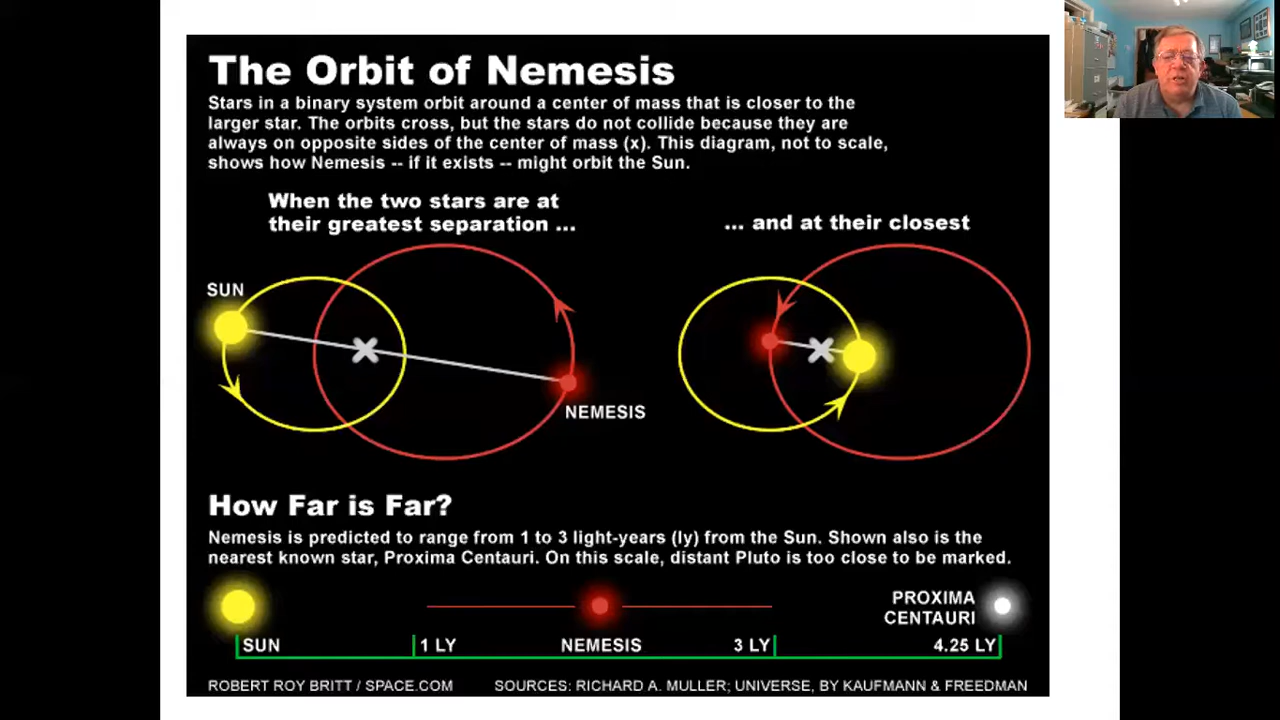 The Orbit of Nemesis
Stars in a binary system orbit around a center of mass that is closer to the
larger star. The orbits cross, but the stars do not collide because they are
always on opposite sides of the center of mass (x). This diagram, not to scale,
shows how Nemesis -- if it exists -- might orbit the Sun.
When the two stars are at
their greatest separation ...
... and at their closest
SUN
NEMESIS
How Far is Far?
Nemesis is predicted to range from 1 to 3 light-years (ly) from the Sun. Shown also is the
nearest known star, Proxima Centauri. On this scale, distant Pluto is too close to be marked.
PROXIMA
CENTAURI
SUN 1 LY NEMESIS 3 LY 4.25 LY
ROBERT ROY BRITT / SPACE.COM SOURCES: RICHARD A. MULLER; UNIVERSE, BY KAUFMANN & FREEDMAN